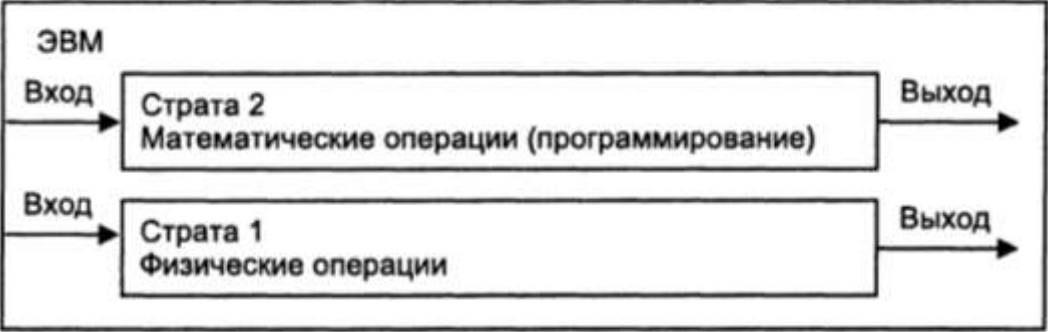 ЭВМ
Вход
Выход
Страта 2
Математические операции (программирование)
Вход
Выход
Страта 1
Физические операции